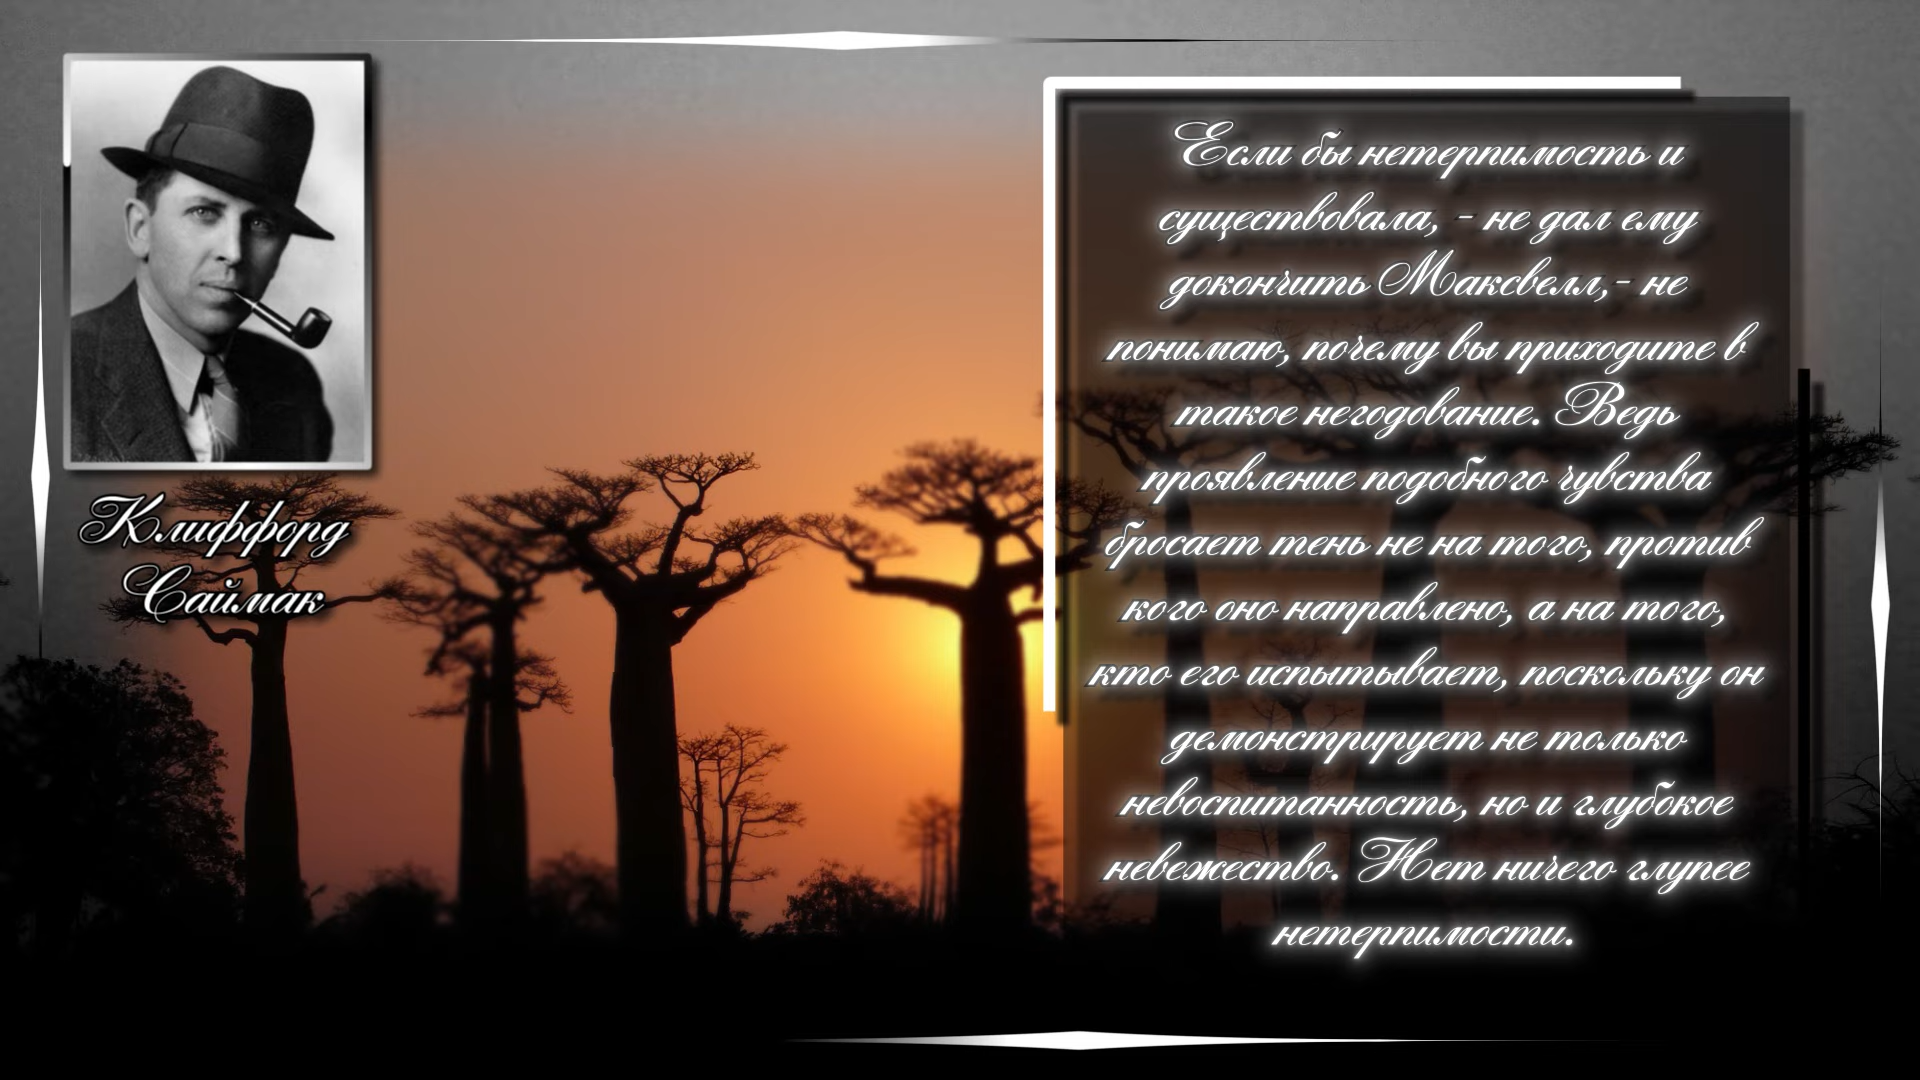 Клиффорд
Саймак
Если бы нетерпимость и
существовала, - не дал ему
докончить Максвелл,- не
понимаю, почему вы приходите в
такое негодование. Ведь
проявление подобного чувства
бросает тень не на того, против
кого оно направлено, а на того,
кто его испытывает, поскольку он
демонстрирует не только
невоспитанность, но и глубокое
невежество. Нет ничего глупее
нетерпимости.